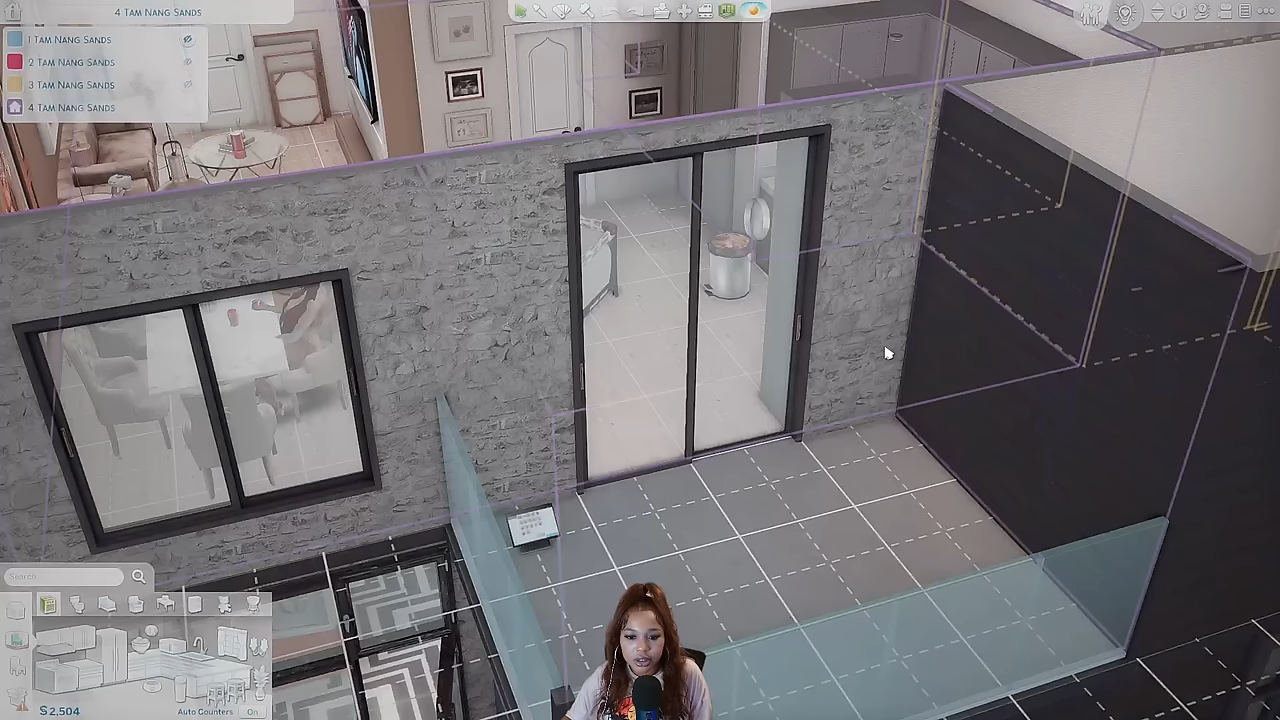 4 Tam Nang Sands
1 Tam Nang Sands
2 Tam Nang Sands
3 Tam Nang Sands
4 Tam Nang Sands
Search
§2,504
Auto Counters
On